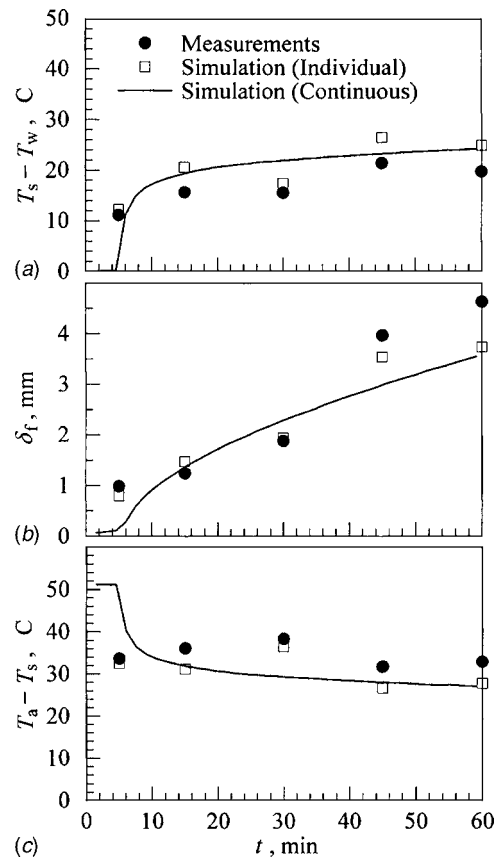 50
Measurements
Simulation (Individual)
Simulation (Continuous)
40
30
20
10
0
Ts − Tw , C
(a)
4
3
2
1
0
δf , mm
(b)
50
40
30
20
10
0
Ta − Ts , C
(c)
0 10 20 30 40 50 60
t , min